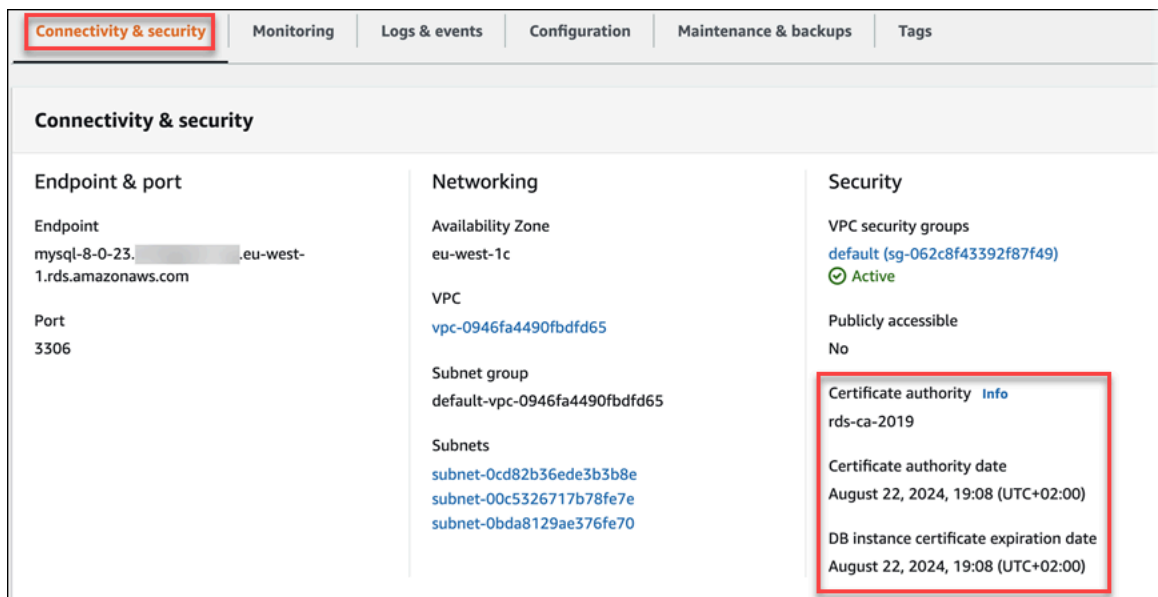 Connectivity & security
Monitoring
Logs & events
Configuration
Maintenance & backups
Tags
Connectivity & security
Endpoint & port
Endpoint
mysql-8-0-23. .eu-west-
1.rds.amazonaws.com
Port
3306
Networking
Availability Zone
eu-west-1c
VPC
vpc-0946fa4490fbdfd65
Subnet group
default-vpc-0946fa4490fbdfd65
Subnets
subnet-0cd82b36ede3b3b8e
subnet-00c5326717b78fe7e
subnet-0bda8129ae376fe70
Security
VPC security groups
default (sg-062c8f43392f87f49)
Active
Publicly accessible
No
Certificate authority Info
rds-ca-2019
Certificate authority date
August 22, 2024, 19:08 (UTC+02:00)
DB instance certificate expiration date
August 22, 2024, 19:08 (UTC+02:00)